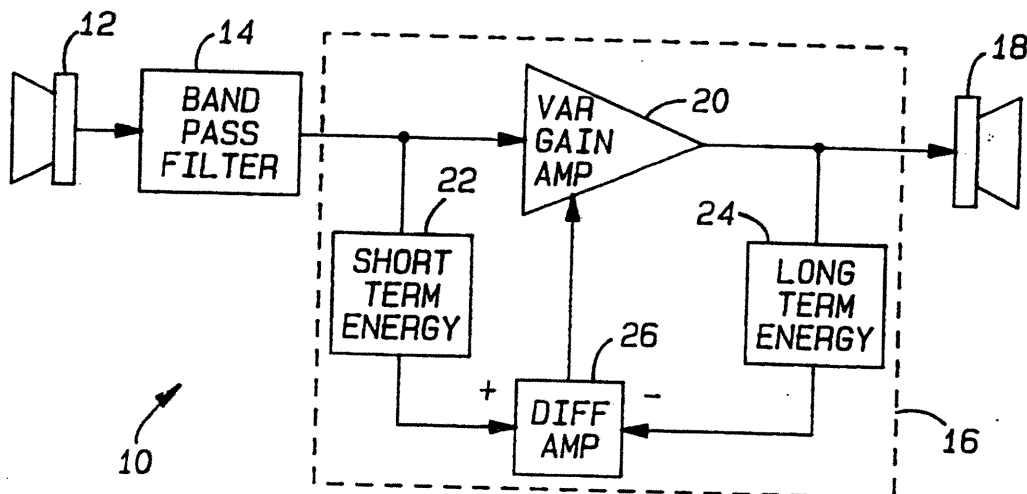 12
14
18
BAND
PASS
FILTER
VAR
GAIN
AMP
20
22
24
SHORT
TERM
ENERGY
LONG
TERM
ENERGY
26
+
-
DIFF
AMP
16
10